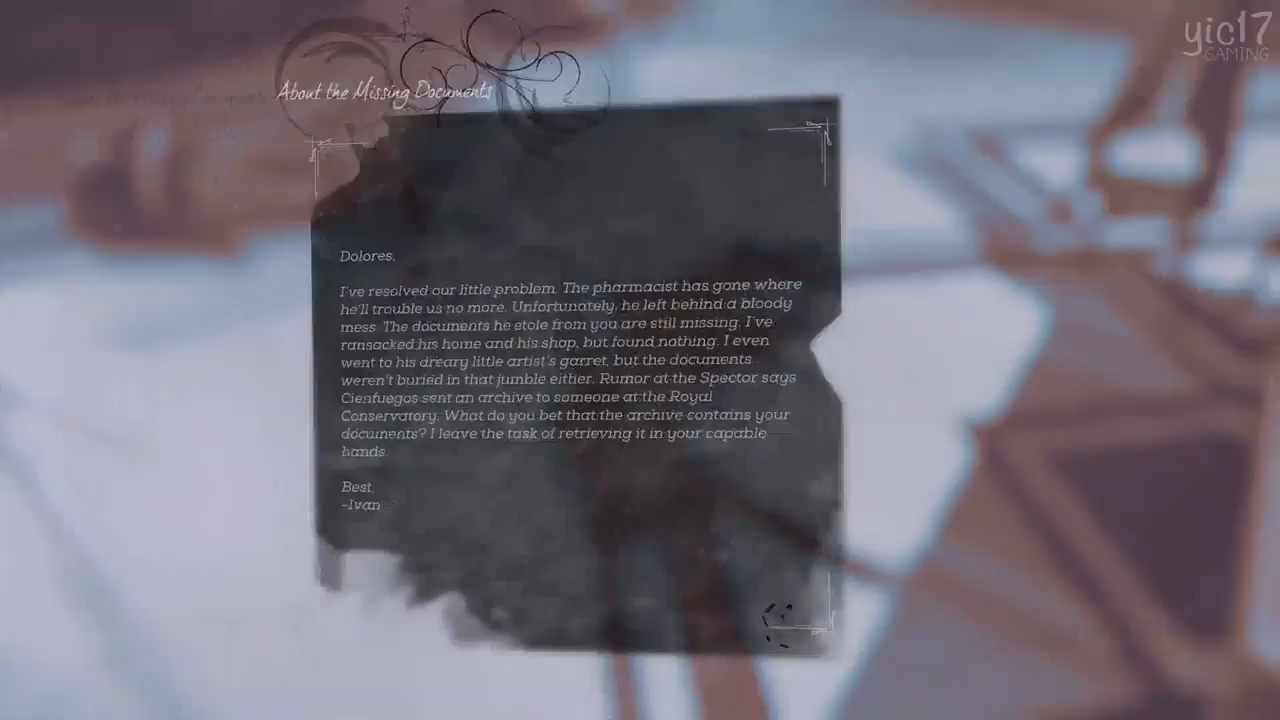 yic17
GAMING
About the Missing Documents
Dolores,
I've resolved our little problem. The pharmacist has gone where
he'll trouble us no more. Unfortunately, he left behind a bloody
mess. The documents he stole from you are still missing. I've
ransacked his home and his shop, but found nothing. I even
went to his dreary little artist's garret, but the documents
weren't buried in that jumble either. Rumor at the Spector says
Cienfuegos sent an archive to someone at the Royal
Conservatory. What do you bet that the archive contains your
documents? I leave the task of retrieving it in your capable
hands.
Best,
-Ivan